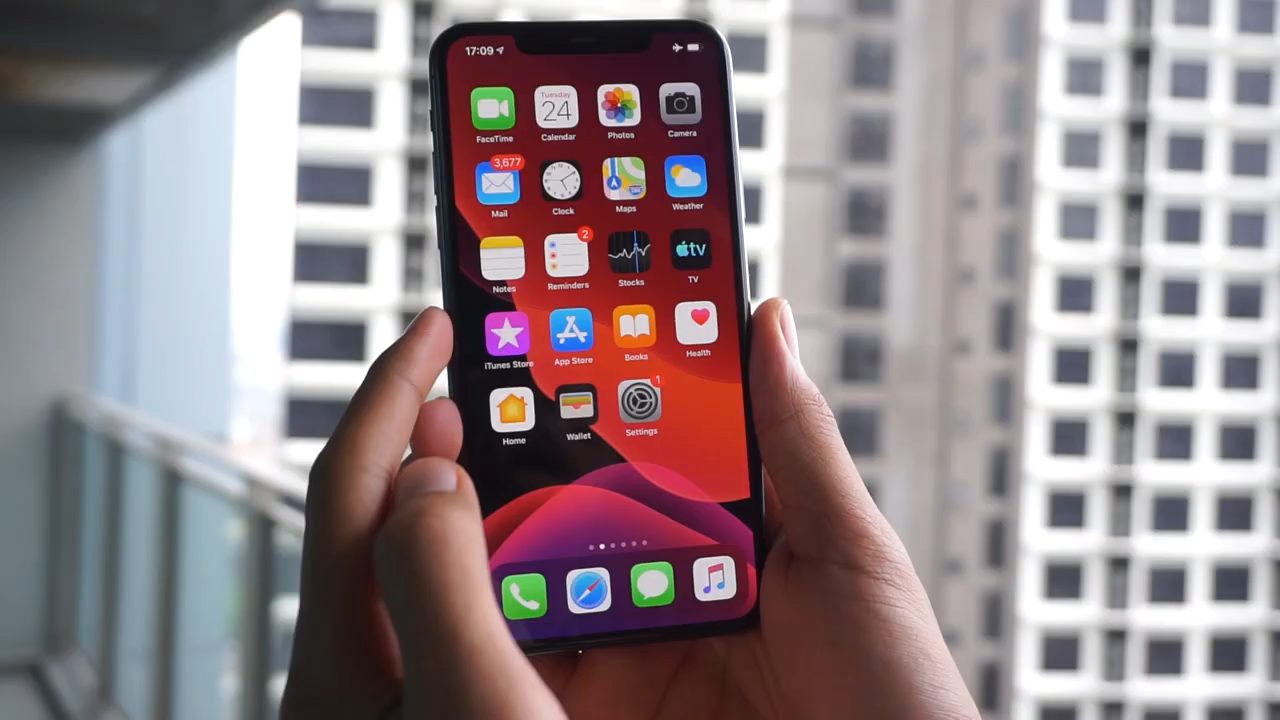 17:09
FaceTime
Tuesday
24
Calendar
Photos
Camera
3,677
Mail
Clock
Maps
Weather
Notes
2
Reminders
Stocks
tv
TV
iTunes Store
App Store
Books
Health
Home
Wallet
1
Settings